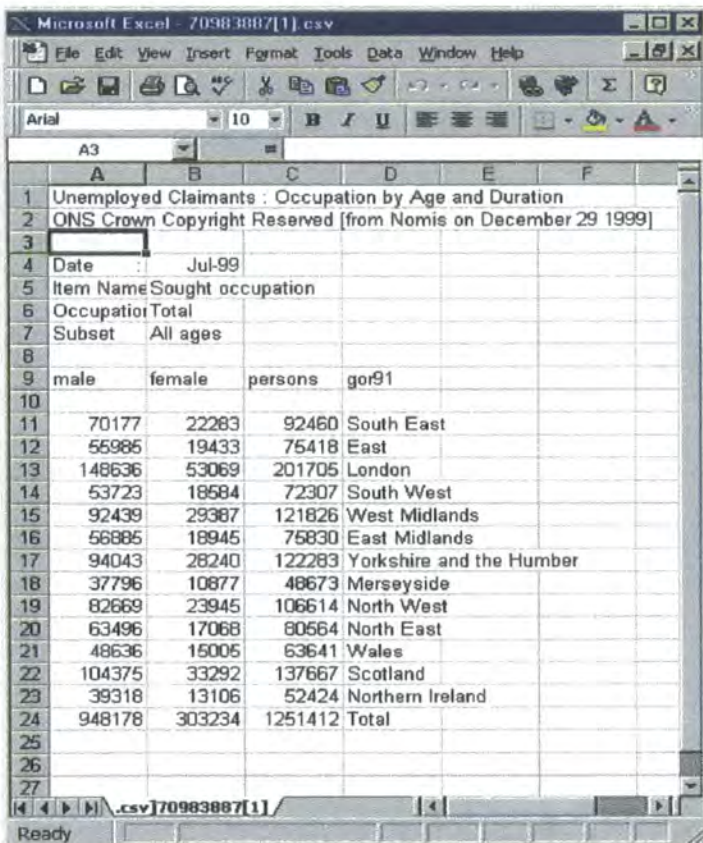 Microsoft Excel - 70983887[1].csv
File Edit View Insert Format Tools Data Window Help
Arial 10 B I U
A3 =
A B C D E F
1 Unemployed Claimants : Occupation by Age and Duration
2 ONS Crown Copyright Reserved [from Nomis on December 29 1999]
3
4 Date : Jul-99
5 Item Name Sought occupation
6 Occupation Total
7 Subset All ages
8
9 male female persons gor91
10
11 70177 22283 92460 South East
12 55985 19433 75418 East
13 148636 53069 201705 London
14 53723 18584 72307 South West
15 92439 29387 121826 West Midlands
16 56885 18945 75830 East Midlands
17 94043 28240 122283 Yorkshire and the Humber
18 37796 10877 48673 Merseyside
19 82669 23945 106614 North West
20 63496 17068 80564 North East
21 48636 15005 63641 Wales
22 104375 33292 137667 Scotland
23 39318 13106 52424 Northern Ireland
24 948178 303234 1251412 Total
25
26
27
.csv]70983887[1]
Ready